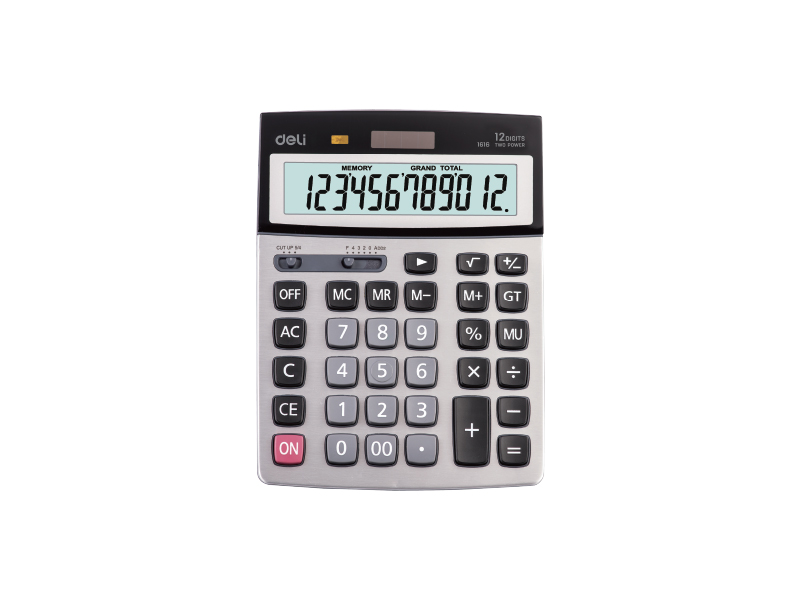 deli
12 DIGITS
1616 TWO POWER
MEMORY GRAND TOTAL
123456789012.
CUT UP 5/4 F 4 3 2 0 Add2
▶ √ +/−
OFF MC MR M− M+ GT
AC 7 8 9 % MU
C 4 5 6 × ÷
CE 1 2 3 + −
ON 0 00 · =